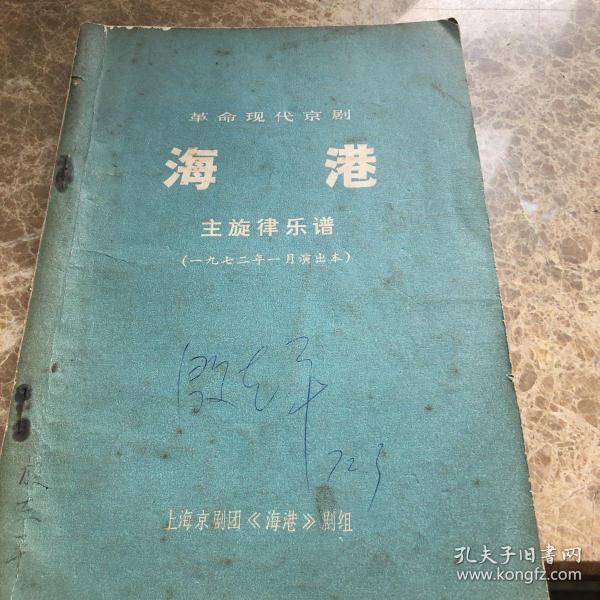 革命现代京剧
海港
主旋律乐谱
(一九七二年一月演出本)
72.5
上海京剧团《海港》剧组
孔夫子旧书网
www.kongfz.com